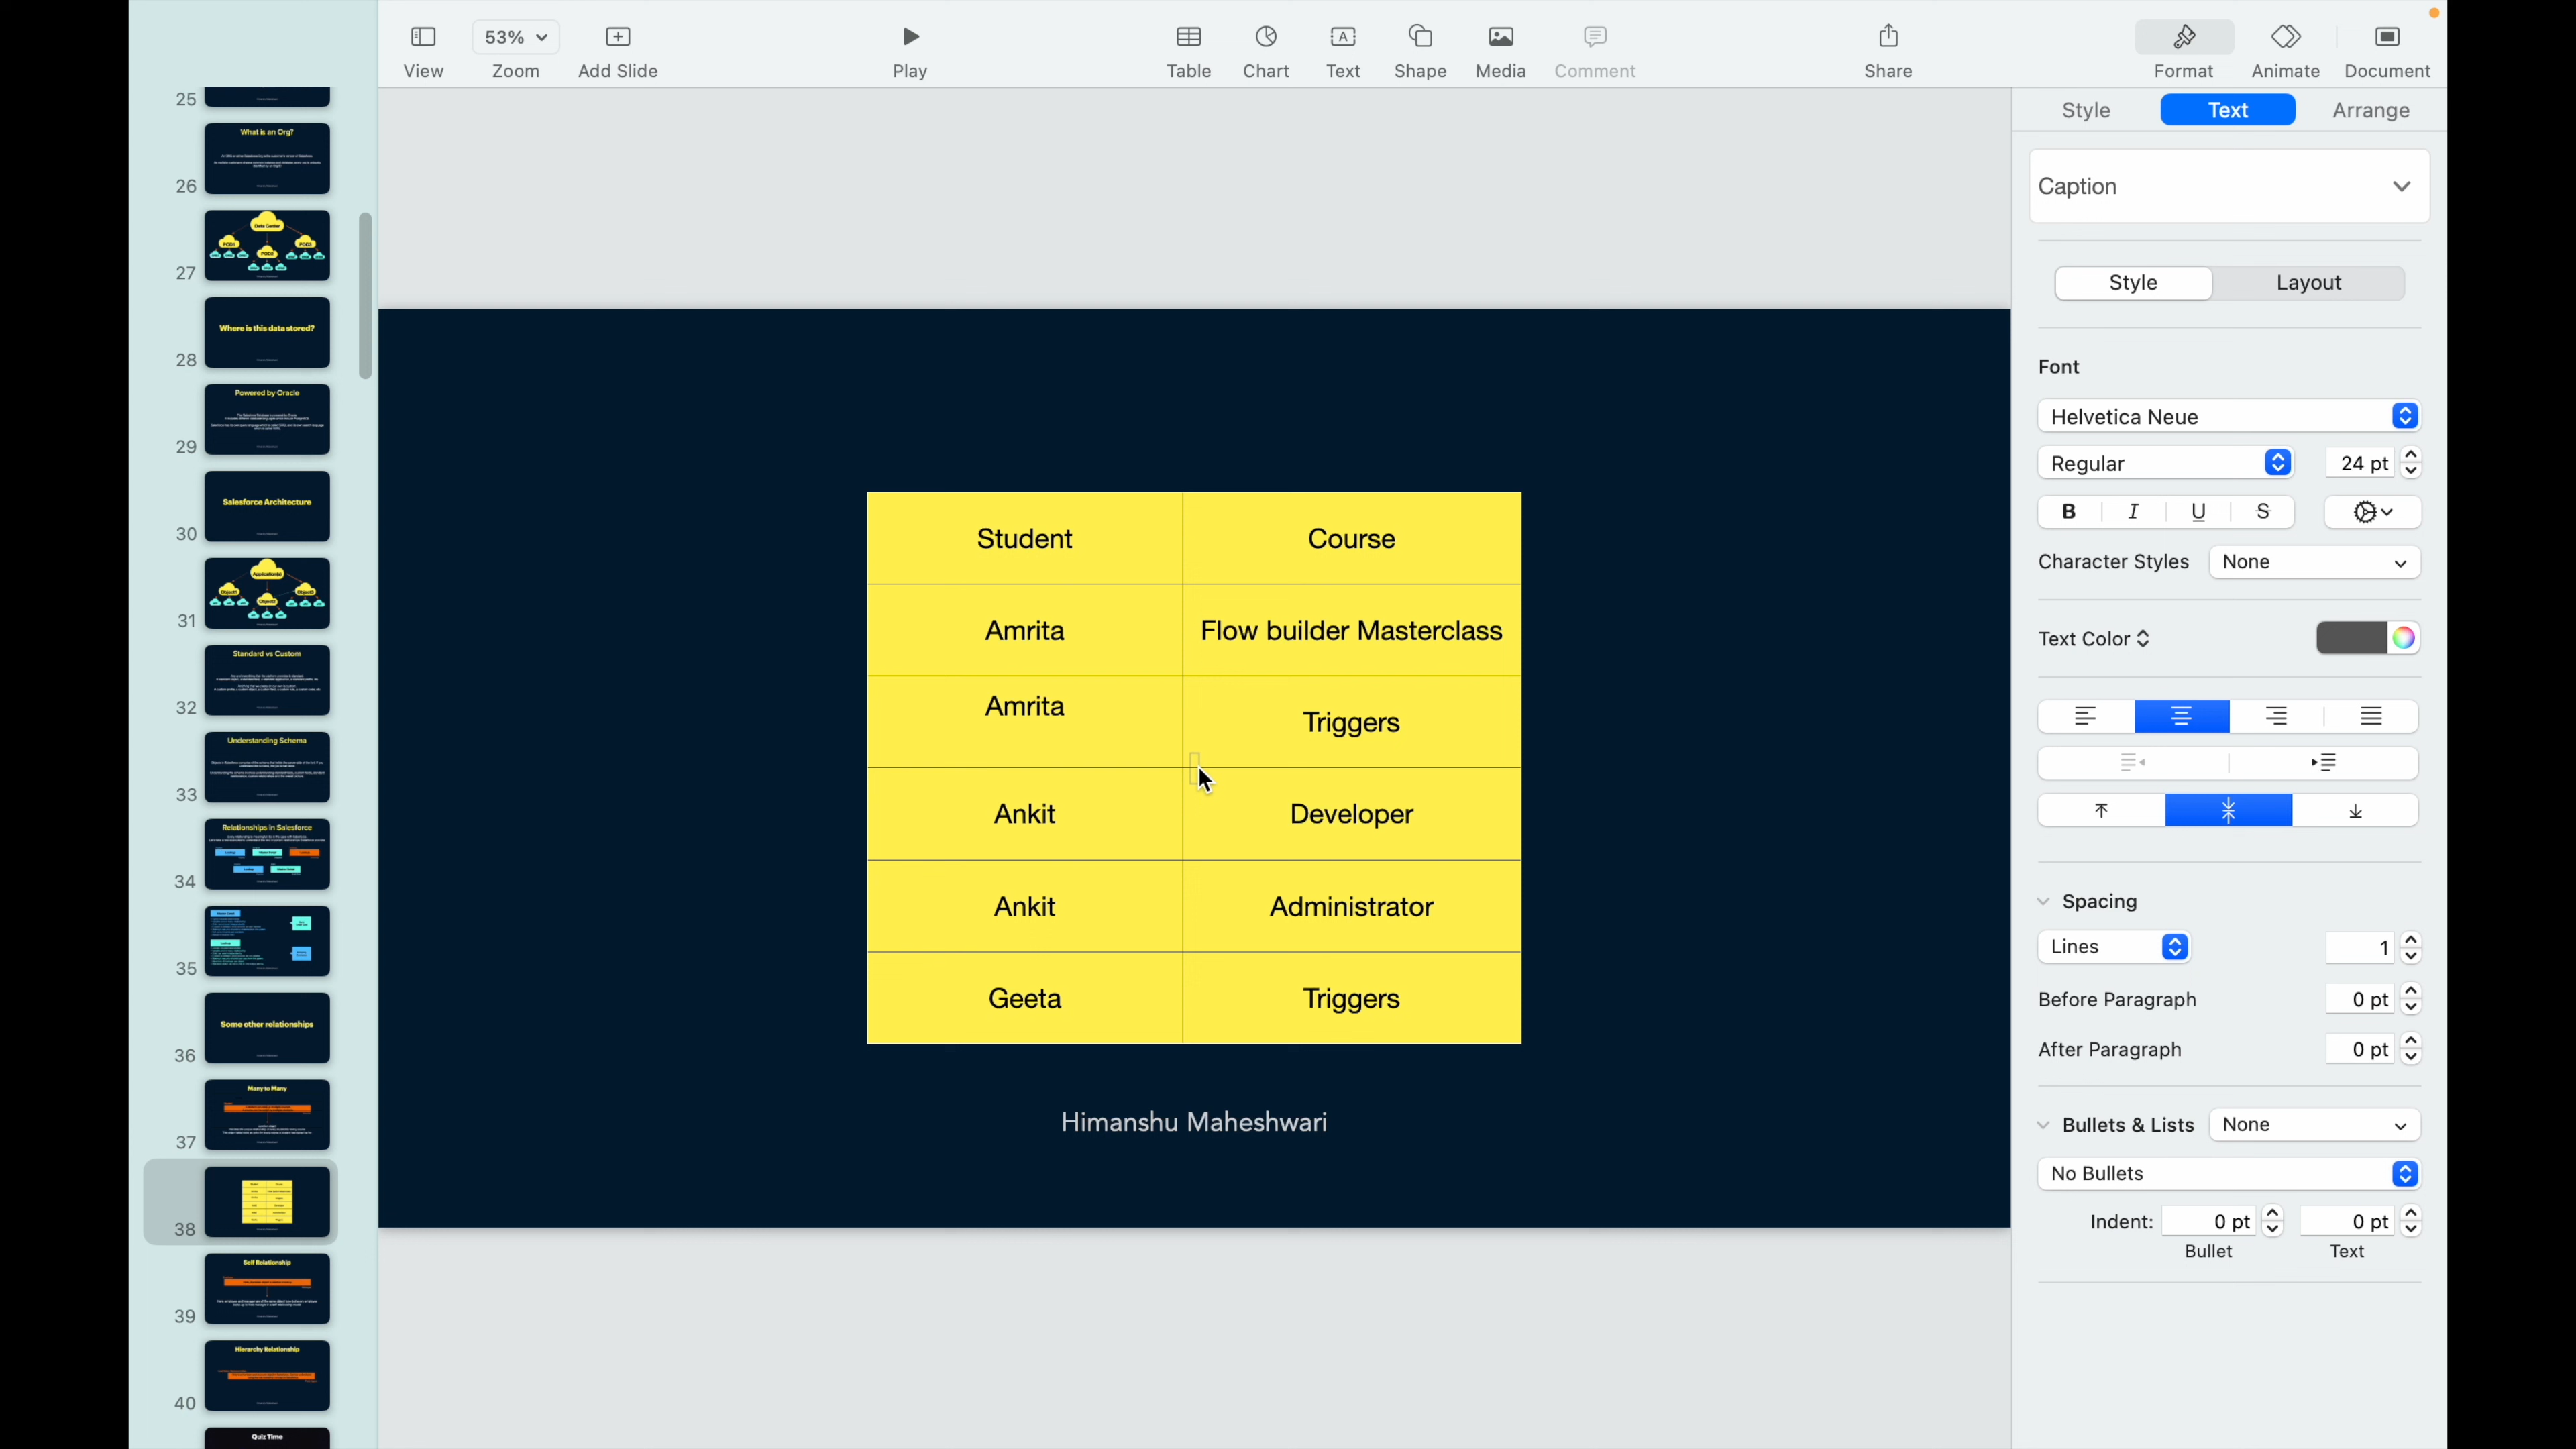 53%
View
Zoom
Add Slide
Play
Table
Chart
Text
Shape
Media
Comment
Share
Format
Animate
Document
Style
Text
Arrange
Caption
Style
Layout
Font
Helvetica Neue
Regular
24 pt
B I U S
Character Styles
None
Text Color
Spacing
Lines
1
Before Paragraph
0 pt
After Paragraph
0 pt
Bullets & Lists
None
No Bullets
Indent:
0 pt
0 pt
Bullet
Text
Student Course
Amrita Flow builder Masterclass
Amrita Triggers
Ankit Developer
Ankit Administrator
Geeta Triggers
Himanshu Maheshwari
25
What is an Org?
26
Data Center
POD1
POD2
27
Where is this data stored?
28
Powered by Oracle
29
Salesforce Architecture
30
31
Standard vs Custom
32
Understanding Schema
33
Relationships in Salesforce
34
35
Some other relationships
36
Many to Many
37
38
Self Relationship
39
Hierarchy Relationship
40
Quiz Time